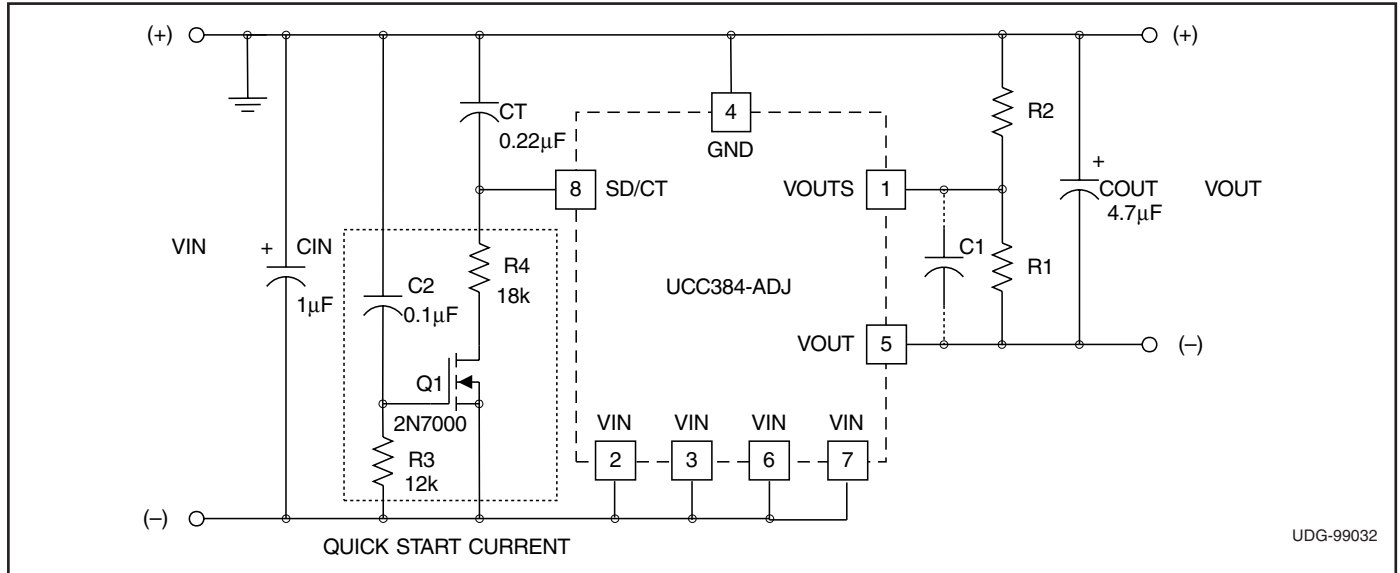 (+)
(+)
CT
0.22µF
4
GND
R2
8
SD/CT
VOUTS
1
+
COUT
4.7µF
VOUT
VIN
+
CIN
1µF
C2
0.1µF
R4
18k
UCC384-ADJ
C1
R1
VOUT
5
(–)
Q1
2N7000
R3
12k
VIN
VIN
VIN
VIN
2
3
6
7
(–)
QUICK START CURRENT
UDG-99032